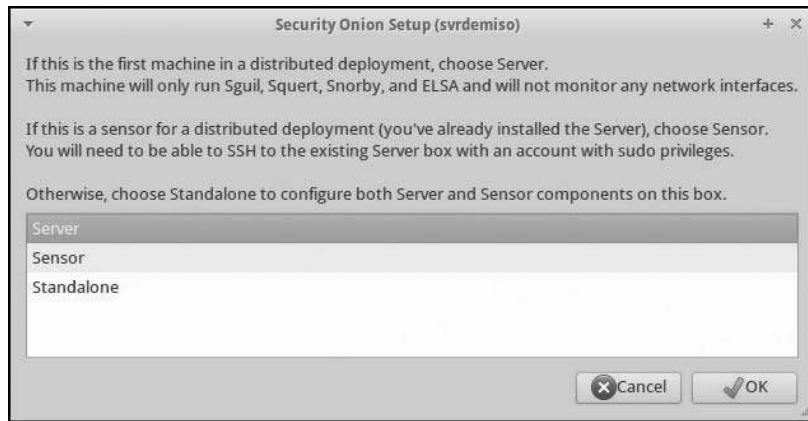 Security Onion Setup (svrdemiso)
If this is the first machine in a distributed deployment, choose Server.
This machine will only run Sguil, Squert, Snorby, and ELSA and will not monitor any network interfaces.
If this is a sensor for a distributed deployment (you've already installed the Server), choose Sensor.
You will need to be able to SSH to the existing Server box with an account with sudo privileges.
Otherwise, choose Standalone to configure both Server and Sensor components on this box.
Server
Sensor
Standalone
Cancel OK